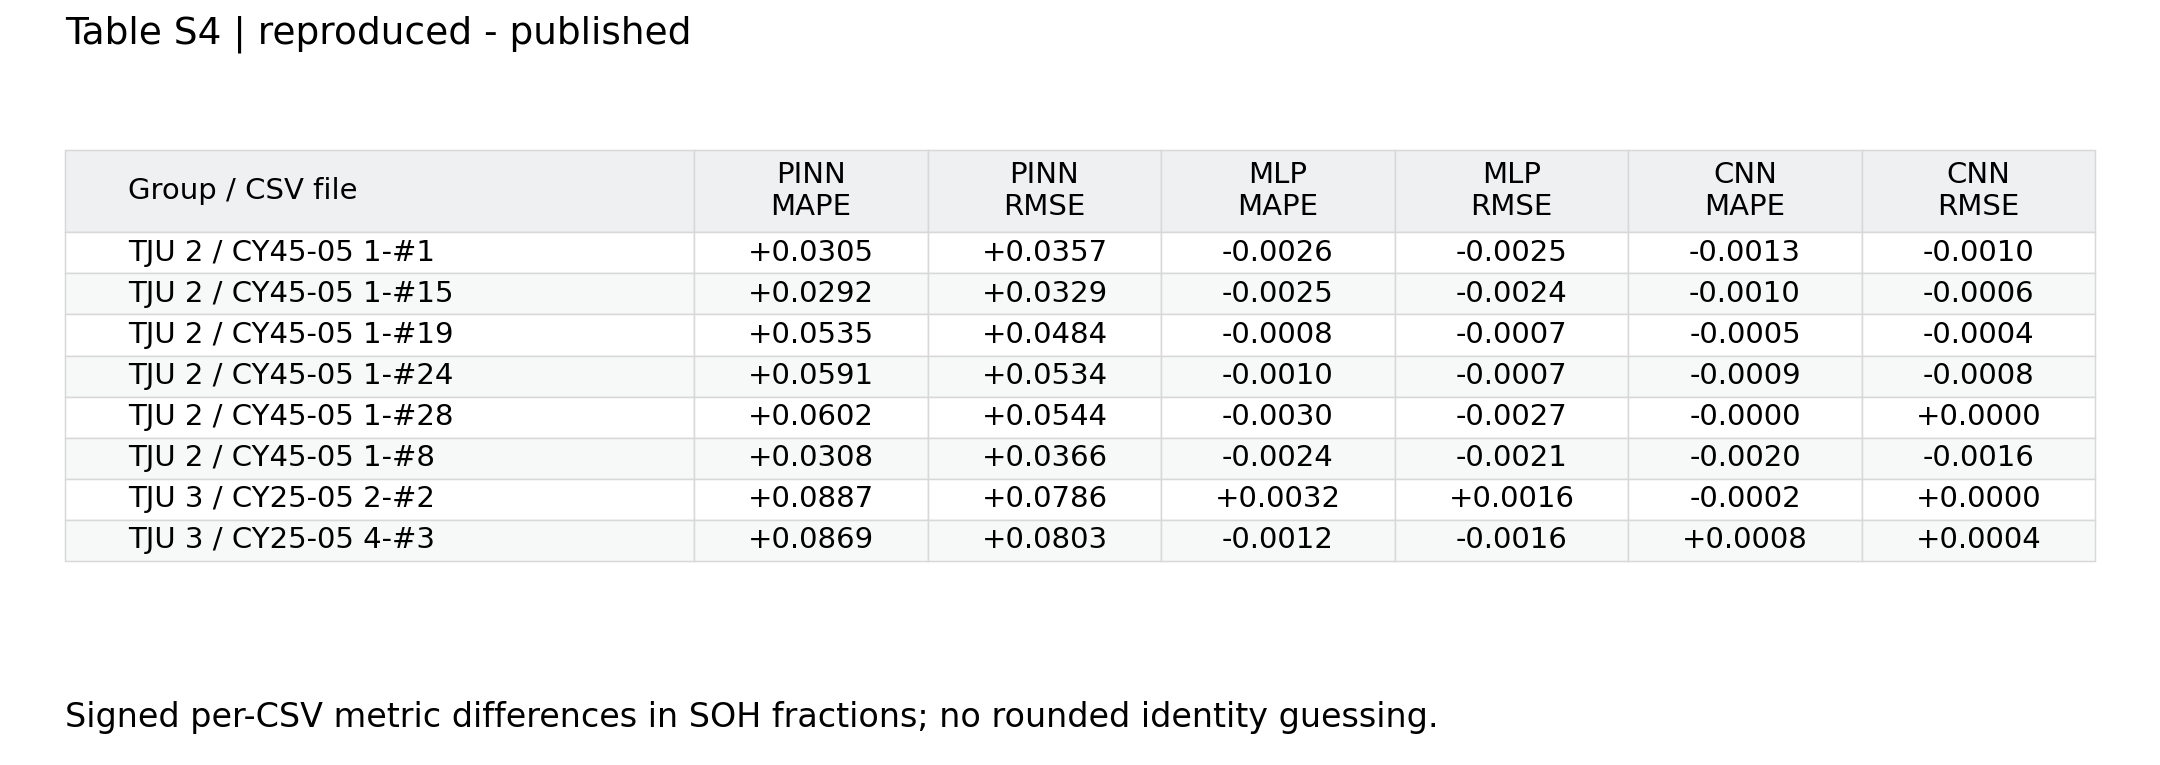 Table S4 | reproduced - published
Group / CSV file PINN MAPE PINN RMSE MLP MAPE MLP RMSE CNN MAPE CNN RMSE
TJU 2 / CY45-05 1-#1 +0.0305 +0.0357 -0.0026 -0.0025 -0.0013 -0.0010
TJU 2 / CY45-05 1-#15 +0.0292 +0.0329 -0.0025 -0.0024 -0.0010 -0.0006
TJU 2 / CY45-05 1-#19 +0.0535 +0.0484 -0.0008 -0.0007 -0.0005 -0.0004
TJU 2 / CY45-05 1-#24 +0.0591 +0.0534 -0.0010 -0.0007 -0.0009 -0.0008
TJU 2 / CY45-05 1-#28 +0.0602 +0.0544 -0.0030 -0.0027 -0.0000 +0.0000
TJU 2 / CY45-05 1-#8 +0.0308 +0.0366 -0.0024 -0.0021 -0.0020 -0.0016
TJU 3 / CY25-05 2-#2 +0.0887 +0.0786 +0.0032 +0.0016 -0.0002 +0.0000
TJU 3 / CY25-05 4-#3 +0.0869 +0.0803 -0.0012 -0.0016 +0.0008 +0.0004
Signed per-CSV metric differences in SOH fractions; no rounded identity guessing.